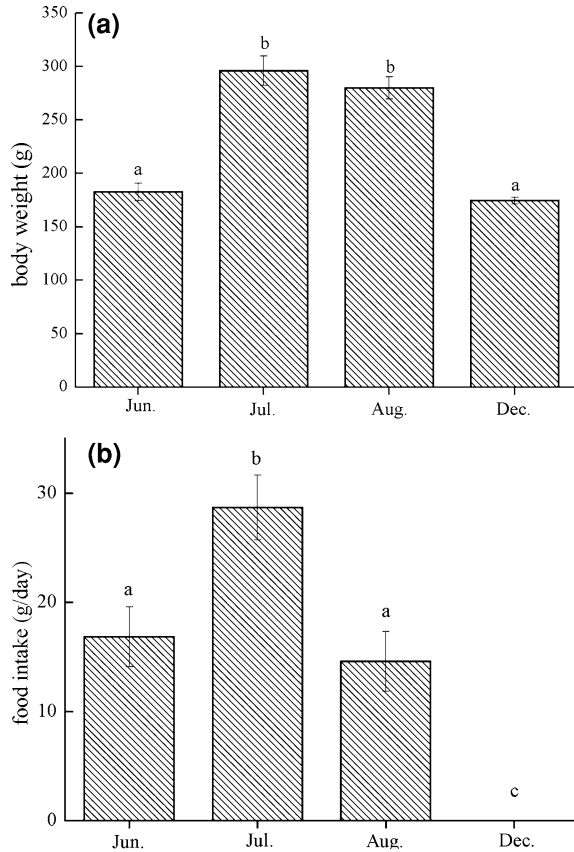 (a)
350
300
250
200
150
100
50
0
body weight (g)
a
b
b
a
Jun.
Jul.
Aug.
Dec.
(b)
30
20
10
0
food intake (g/day)
a
b
a
c
Jun.
Jul.
Aug.
Dec.